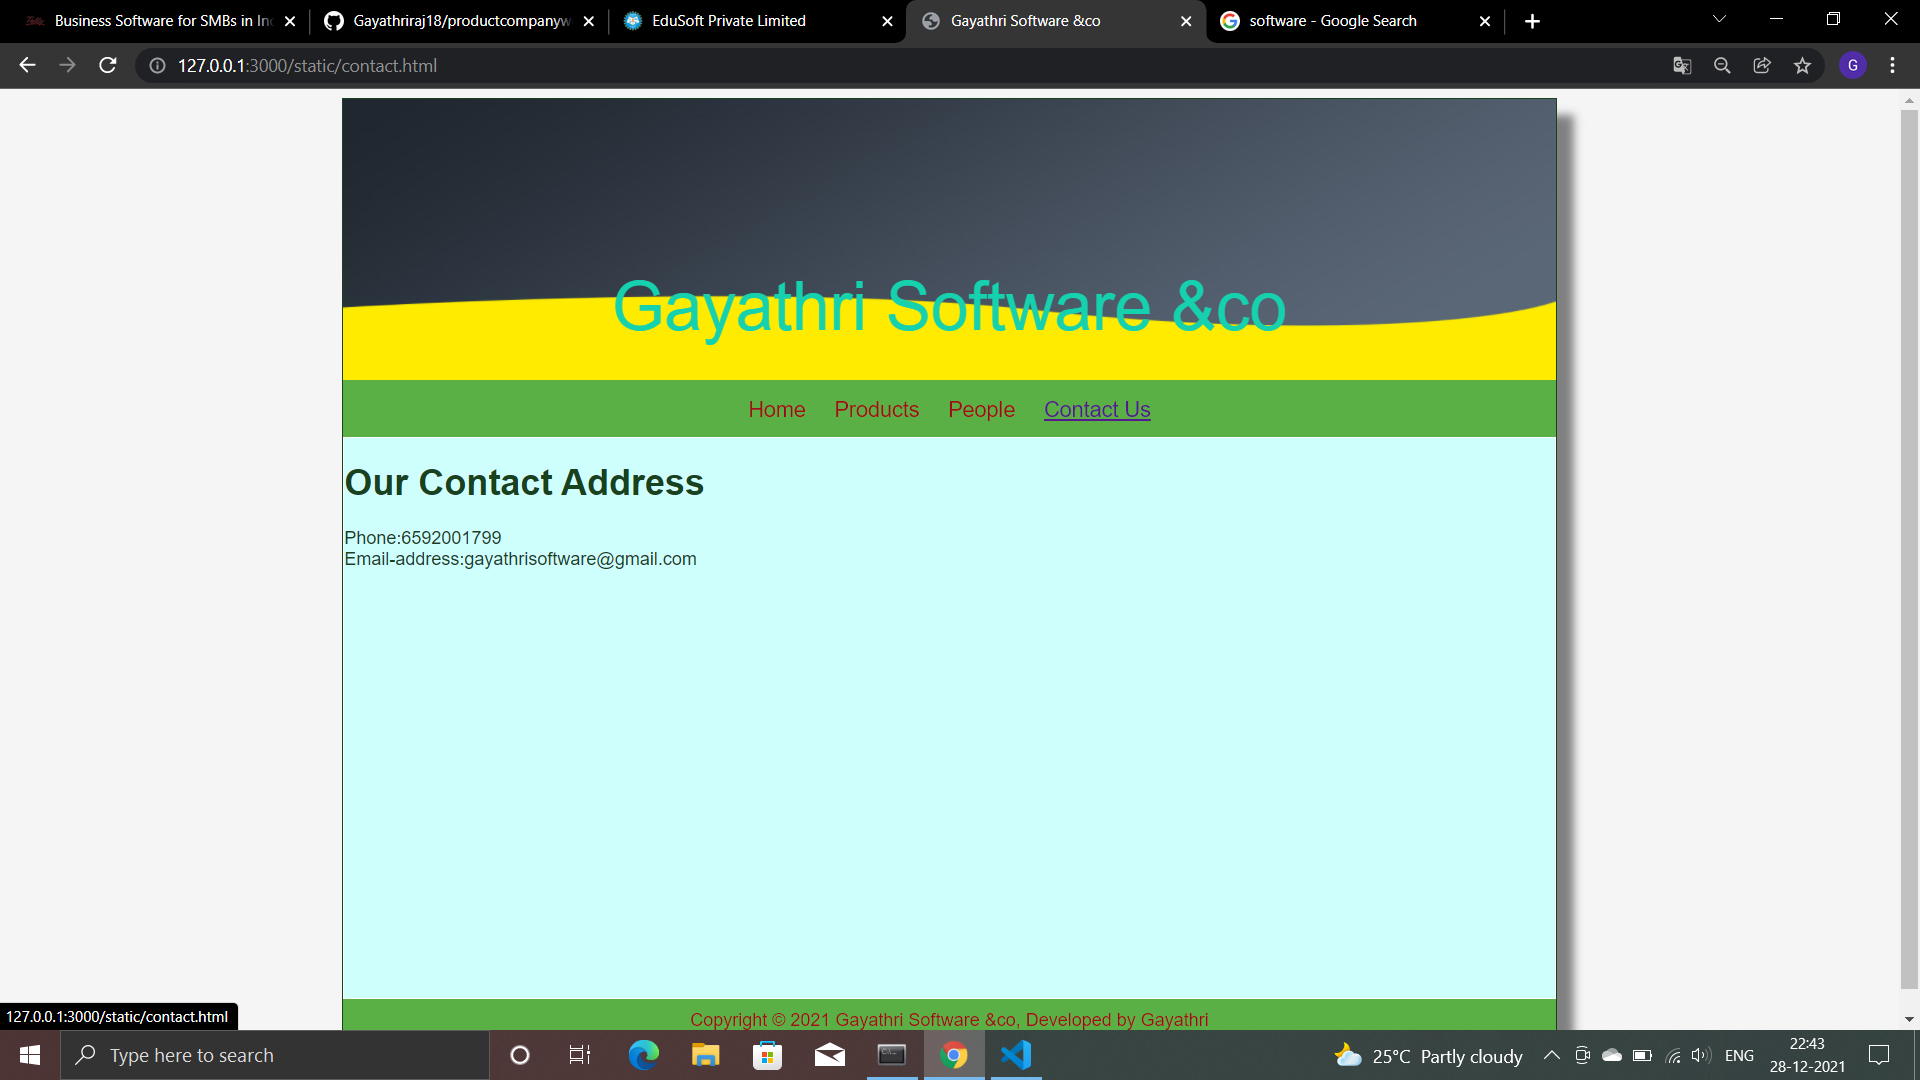 Business Software for SMBs in Inc
Gayathriraj18/productcompanyw
EduSoft Private Limited
Gayathri Software &co
software - Google Search
127.0.0.1:3000/static/contact.html
G
Gayathri Software &co
Home Products People Contact Us
Our Contact Address
Phone:6592001799
Email-address:gayathrisoftware@gmail.com
127.0.0.1:3000/static/contact.html
Copyright © 2021 Gayathri Software &co, Developed by Gayathri
Type here to search
25°C Partly cloudy
ENG
22:43
28-12-2021